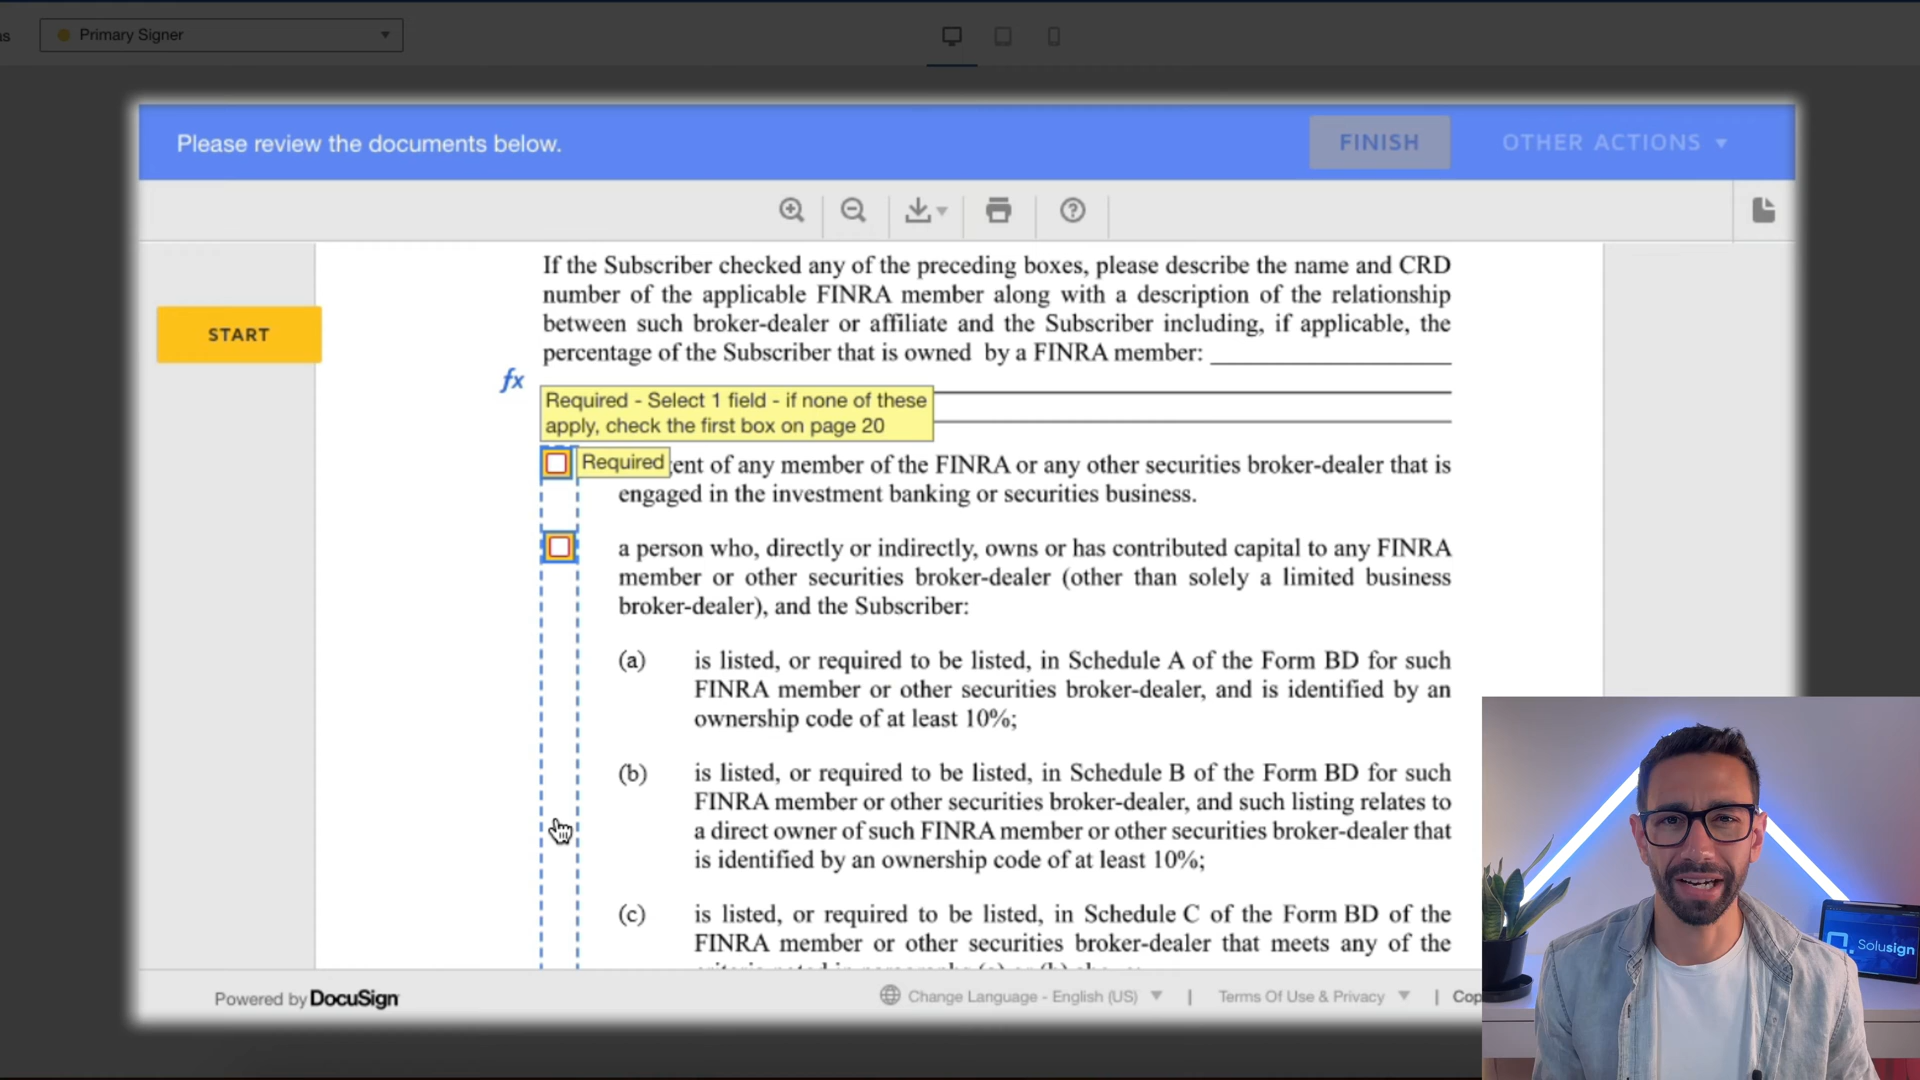 Primary Signer
Please review the documents below.
FINISH
OTHER ACTIONS
If the Subscriber checked any of the preceding boxes, please describe the name and CRD
number of the applicable FINRA member along with a description of the relationship
between such broker-dealer or affiliate and the Subscriber including, if applicable, the
percentage of the Subscriber that is owned by a FINRA member:
START
fx
Required - Select 1 field - if none of these
apply, check the first box on page 20
Required
ent of any member of the FINRA or any other securities broker-dealer that is
engaged in the investment banking or securities business.
a person who, directly or indirectly, owns or has contributed capital to any FINRA
member or other securities broker-dealer (other than solely a limited business
broker-dealer), and the Subscriber:
(a) is listed, or required to be listed, in Schedule A of the Form BD for such
FINRA member or other securities broker-dealer, and is identified by an
ownership code of at least 10%;
(b) is listed, or required to be listed, in Schedule B of the Form BD for such
FINRA member or other securities broker-dealer, and such listing relates to
a direct owner of such FINRA member or other securities broker-dealer that
is identified by an ownership code of at least 10%;
(c) is listed, or required to be listed, in Schedule C of the Form BD of the
FINRA member or other securities broker-dealer that meets any of the
Powered by DocuSign
Change Language - English (US) | Terms Of Use & Privacy | Cop
Solusign